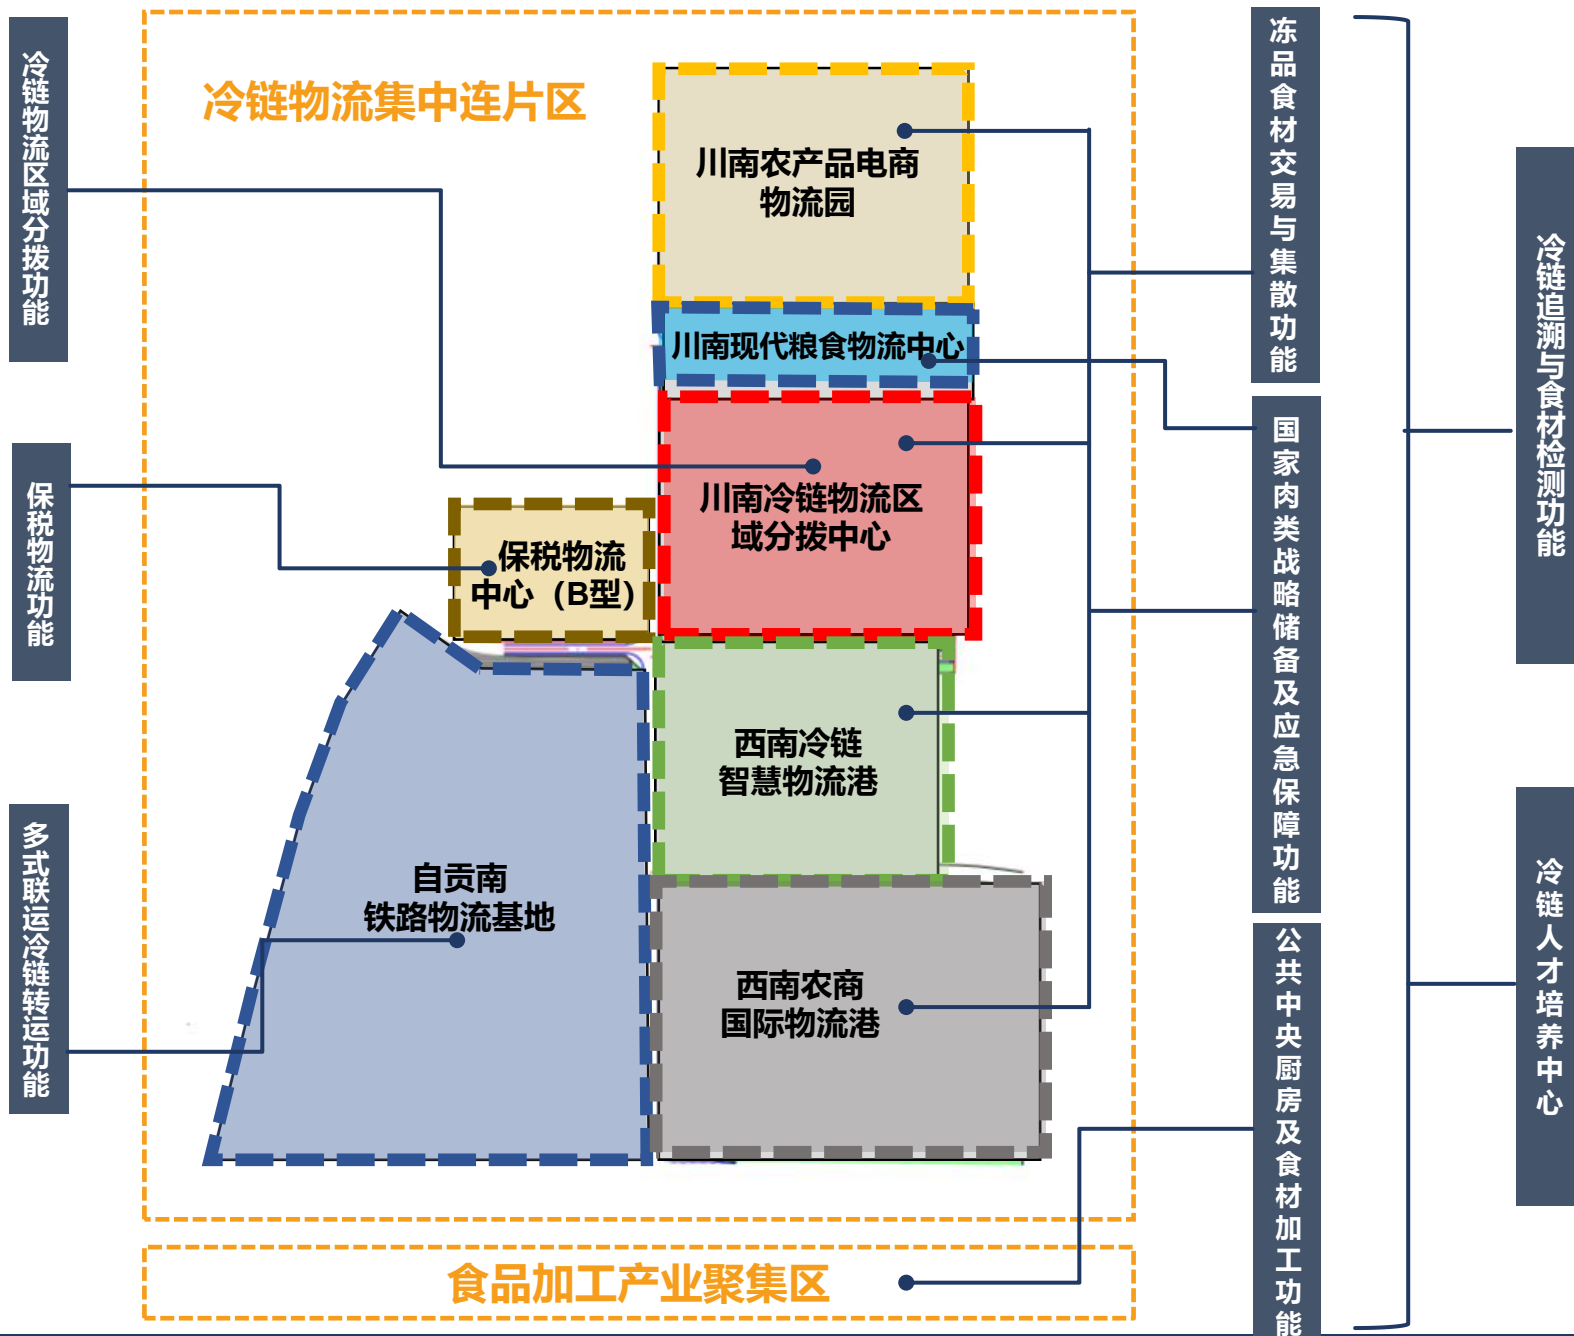 冷链物流区域分拨功能
保税物流功能
多式联运冷链转运功能
冷链物流集中连片区
川南农产品电商
物流园
川南现代粮食物流中心
川南冷链物流区
域分拨中心
保税物流
中心（B型）
西南冷链
智慧物流港
自贡南
铁路物流基地
西南农商
国际物流港
食品加工产业聚集区
冻品食材交易与集散功能
国家肉类战略储备及应急保障功能
公共中央厨房及食材加工功能
冷链追溯与食材检测功能
冷链人才培养中心